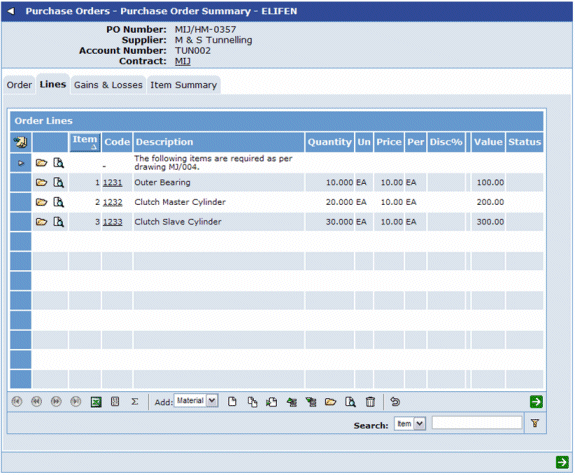 Purchase Orders - Purchase Order Summary - ELIFEN
PO Number: MIJ/HM-0357
Supplier: M & S Tunnelling
Account Number: TUN002
Contract: MIJ
Order Lines Gains & Losses Item Summary
Order Lines
Item Code Description Quantity Un Price Per Disc% Value Status
- The following items are required as per
drawing MJ/004.
1 1231 Outer Bearing 10.000 EA 10.00 EA 100.00
2 1232 Clutch Master Cylinder 20.000 EA 10.00 EA 200.00
3 1233 Clutch Slave Cylinder 30.000 EA 10.00 EA 300.00
Σ Add: Material
Search: Item